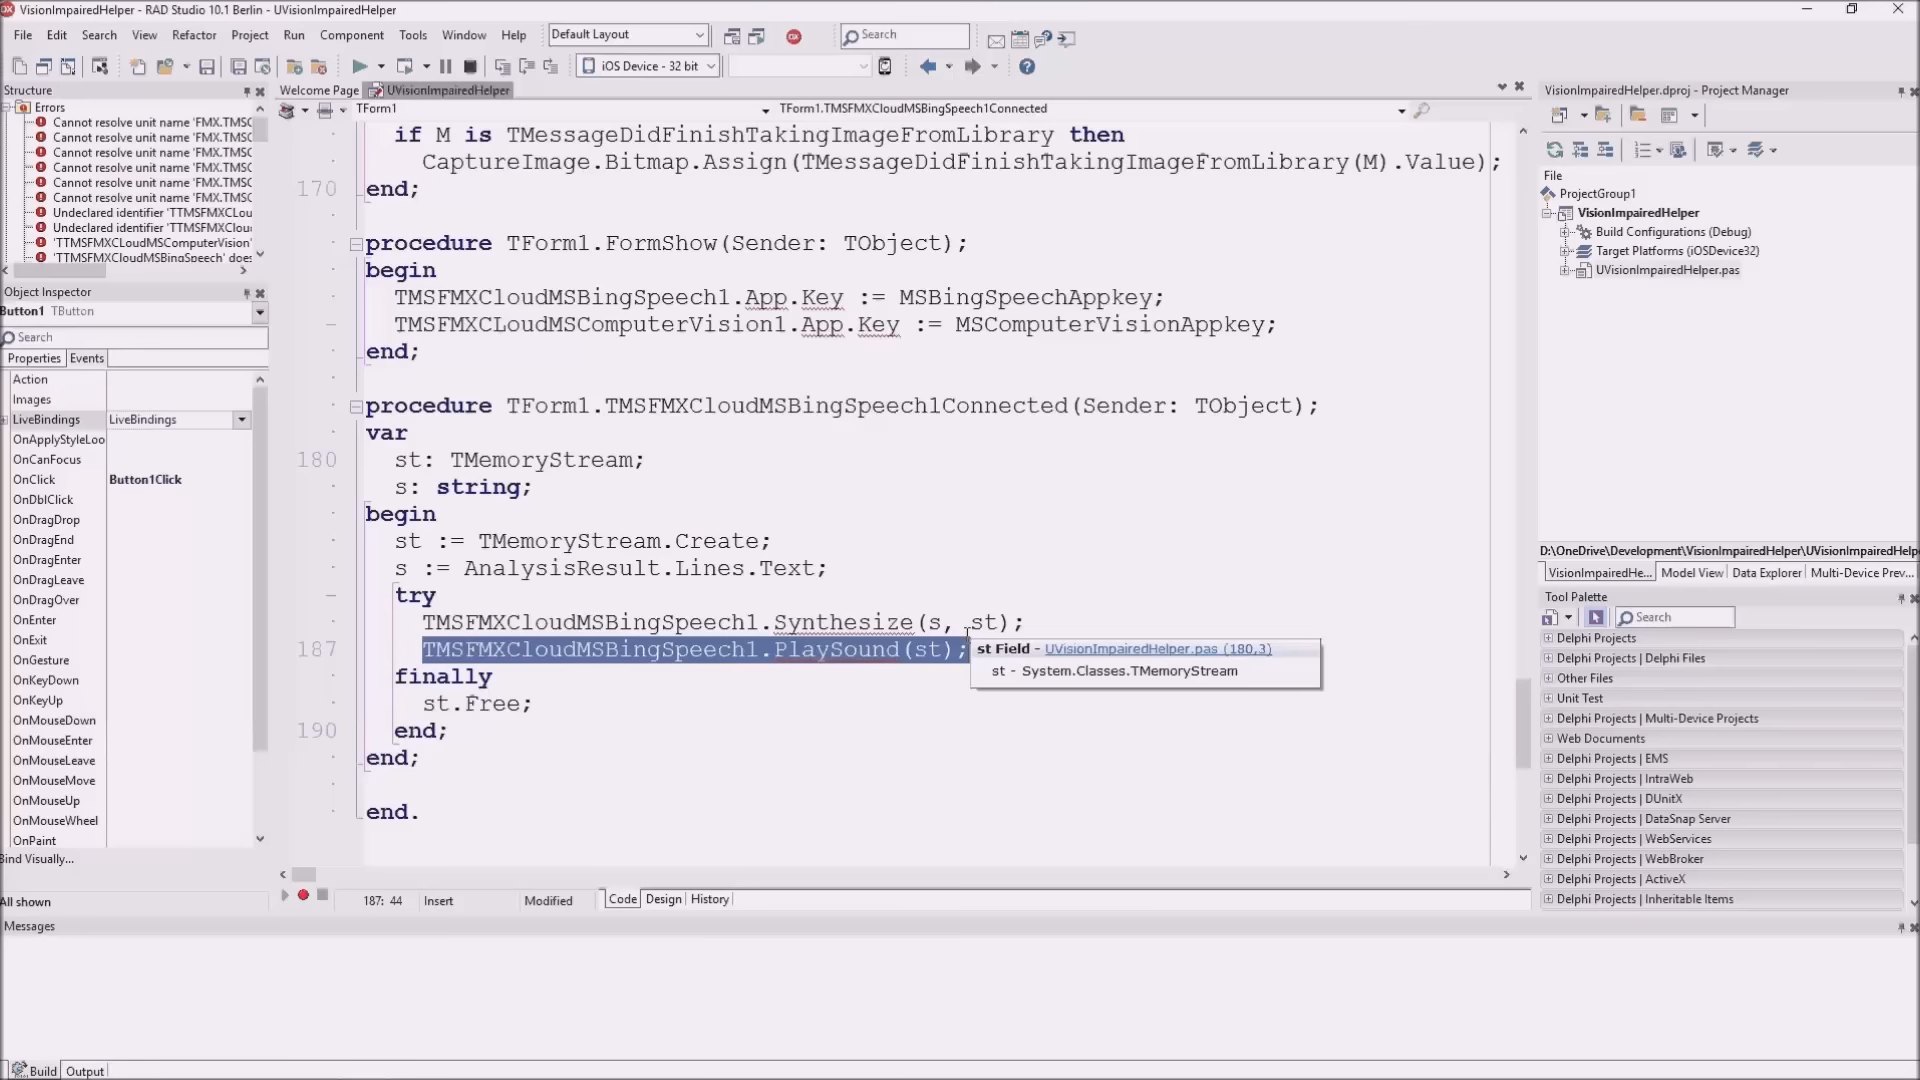 VisionImpairedHelper - RAD Studio 10.1 Berlin - UVisionImpairedHelper
File Edit Search View Refactor Project Run Component Tools Window Help
Default Layout
Search
iOS Device - 32 bit
Structure
Errors
Cannot resolve unit name 'FMX.TMSC
Cannot resolve unit name 'FMX.TMSC
Cannot resolve unit name 'FMX.TMSC
Cannot resolve unit name 'FMX.TMSC
Cannot resolve unit name 'FMX.TMSC
Cannot resolve unit name 'FMX.TMSC
Undeclared identifier 'TTMSFMXCLou
Undeclared identifier 'TTMSFMXClou
'TTMSFMXCLoudMSComputerVision'
'TTMSFMXCloudMSBingSpeech' does
Object Inspector
Button1 TButton
Search
Properties Events
Action
Images
LiveBindings LiveBindings
OnApplyStyleLoo
OnCanFocus
OnClick Button1Click
OnDblClick
OnDragDrop
OnDragEnd
OnDragEnter
OnDragLeave
OnDragOver
OnEnter
OnExit
OnGesture
OnKeyDown
OnKeyUp
OnMouseDown
OnMouseEnter
OnMouseLeave
OnMouseMove
OnMouseUp
OnMouseWheel
OnPaint
Bind Visually...
All shown
Welcome Page UVisionImpairedHelper
TForm1 TForm1.TMSFMXCloudMSBingSpeech1Connected
if M is TMessageDidFinishTakingImageFromLibrary then
CaptureImage.Bitmap.Assign(TMessageDidFinishTakingImageFromLibrary(M).Value);
170 end;
procedure TForm1.FormShow(Sender: TObject);
begin
TMSFMXCloudMSBingSpeech1.App.Key := MSBingSpeechAppkey;
TMSFMXCLoudMSComputerVision1.App.Key := MSComputerVisionAppkey;
end;
procedure TForm1.TMSFMXCloudMSBingSpeech1Connected(Sender: TObject);
var
180 st: TMemoryStream;
s: string;
begin
st := TMemoryStream.Create;
s := AnalysisResult.Lines.Text;
try
TMSFMXCloudMSBingSpeech1.Synthesize(s, st);
187 TMSFMXCloudMSBingSpeech1.PlaySound(st);
st Field - UVisionImpairedHelper.pas (180,3)
st - System.Classes.TMemoryStream
finally
st.Free;
190 end;
end;
end.
187: 44 Insert Modified Code Design History
VisionImpairedHelper.dproj - Project Manager
File
ProjectGroup1
VisionImpairedHelper
Build Configurations (Debug)
Target Platforms (iOSDevice32)
UVisionImpairedHelper.pas
D:\OneDrive\Development\VisionImpairedHelper\UVisionImpairedHelp
VisionImpairedHe... Model View Data Explorer Multi-Device Prev...
Tool Palette
Search
Delphi Projects
Delphi Projects | Delphi Files
Other Files
Unit Test
Delphi Projects | Multi-Device Projects
Web Documents
Delphi Projects | EMS
Delphi Projects | IntraWeb
Delphi Projects | DUnitX
Delphi Projects | DataSnap Server
Delphi Projects | WebServices
Delphi Projects | WebBroker
Delphi Projects | ActiveX
Delphi Projects | Inheritable Items
Messages
Build Output